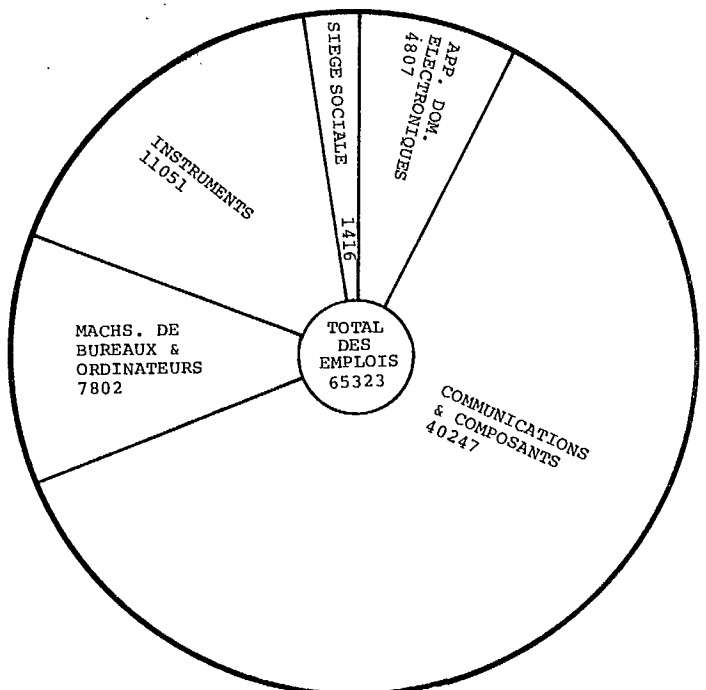 SIEGE SOCIALE 1416
APP. DOM.
ELECTRONIQUES
4807
INSTRUMENTS
11051
MACHS. DE
BUREAUX &
ORDINATEURS
7802
TOTAL
DES
EMPLOIS
65323
COMMUNICATIONS
& COMPOSANTS
40247